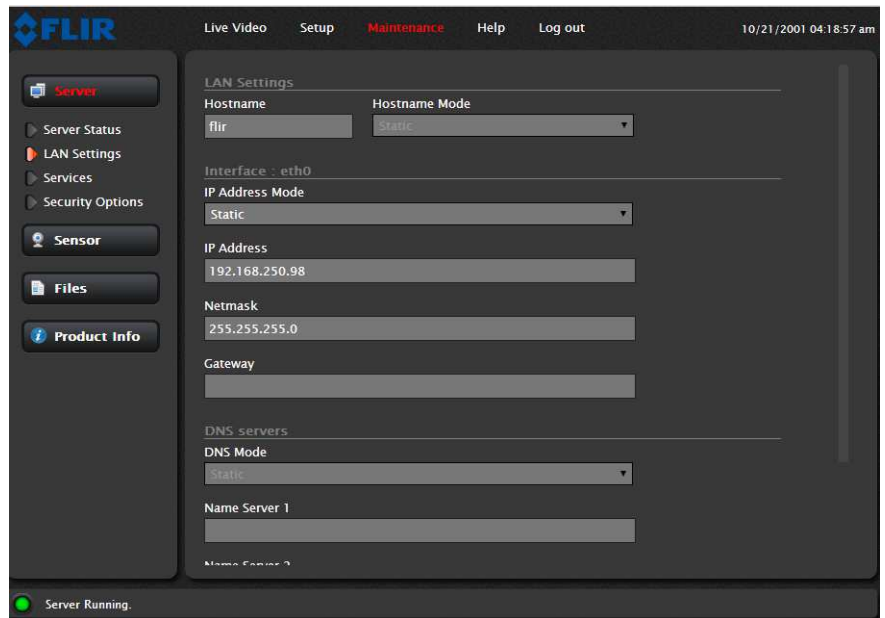 FLIR
Live Video Setup Maintenance Help Log out 10/21/2001 04:18:57 am
Server
Server Status
LAN Settings
Services
Security Options
Sensor
Files
Product Info
LAN Settings
Hostname Hostname Mode
flir Static
Interface : eth0
IP Address Mode
Static
IP Address
192.168.250.98
Netmask
255.255.255.0
Gateway
DNS servers
DNS Mode
Static
Name Server 1
Name Server 2
Server Running.